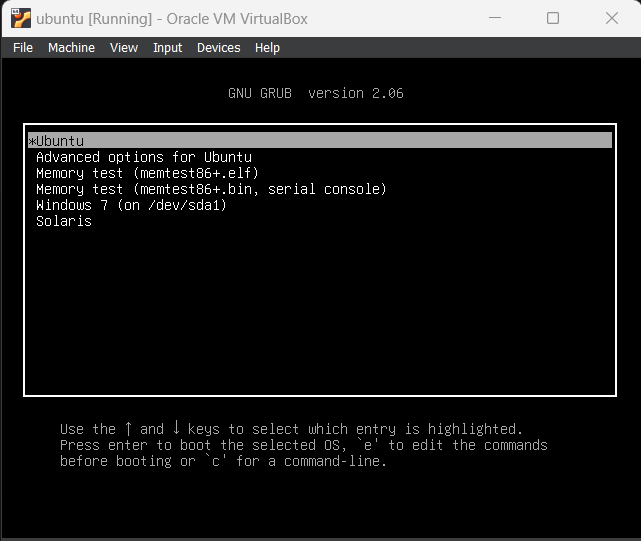 ubuntu [Running] - Oracle VM VirtualBox
File Machine View Input Devices Help
GNU GRUB version 2.06
*Ubuntu
Advanced options for Ubuntu
Memory test (memtest86+.elf)
Memory test (memtest86+.bin, serial console)
Windows 7 (on /dev/sda1)
Solaris
Use the ↑ and ↓ keys to select which entry is highlighted.
Press enter to boot the selected OS, `e' to edit the commands
before booting or `c' for a command-line.